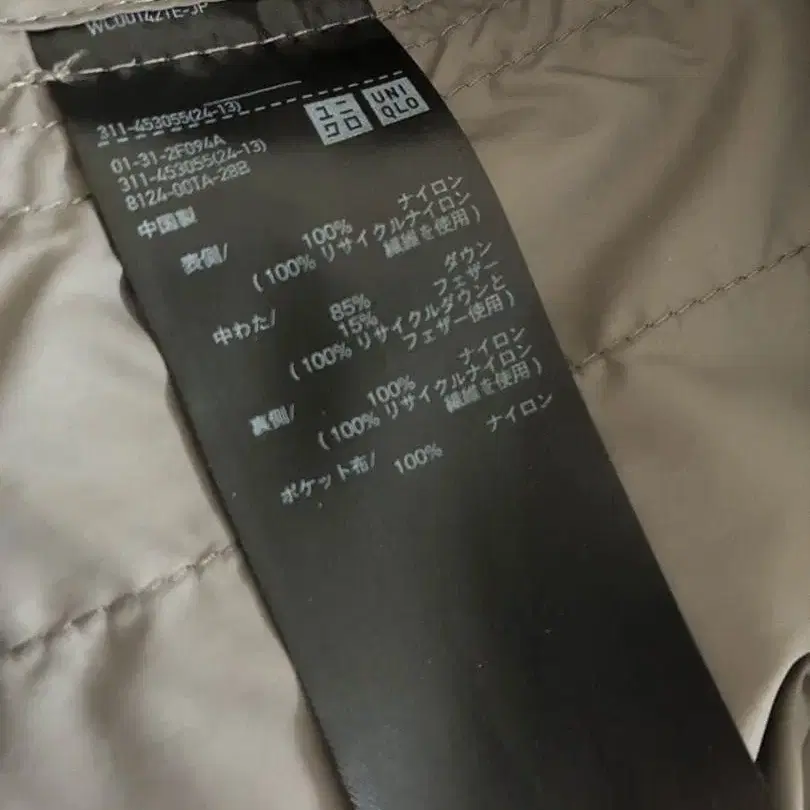 WC001421E-JP
311-453055(24-13)
ユニクロ
UNIQLO
01-31-2F094A
311-453055(24-13)
8124-00TA-2BB
中国製
表側/ 100% ナイロン
(100% リサイクルナイロン
繊維を使用)
中わた/ 85% ダウン
15% フェザー
(100% リサイクルダウンと
フェザー使用)
裏側/ 100% ナイロン
(100% リサイクルナイロン
繊維を使用)
ポケット布/ 100% ナイロン